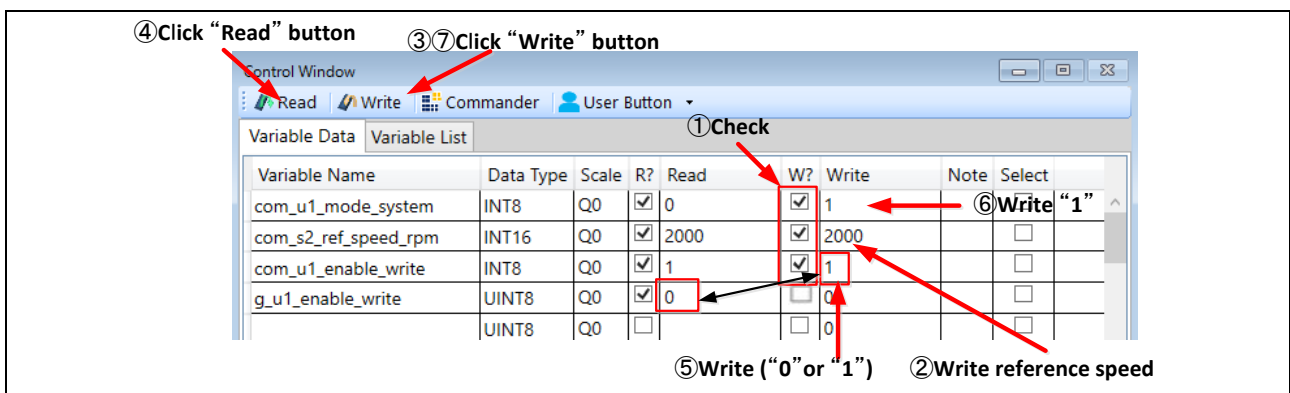 ④Click “Read” button
③⑦Click “Write” button
Control Window
Read Write Commander User Button
①Check
Variable Data Variable List
Variable Name Data Type Scale R? Read W? Write Note Select
com_u1_mode_system INT8 Q0 0 1
⑥Write “1”
com_s2_ref_speed_rpm INT16 Q0 2000 2000
com_u1_enable_write INT8 Q0 1 1
g_u1_enable_write UINT8 Q0 0 0
UINT8 Q0 0
⑤Write (“0”or “1”) ②Write reference speed